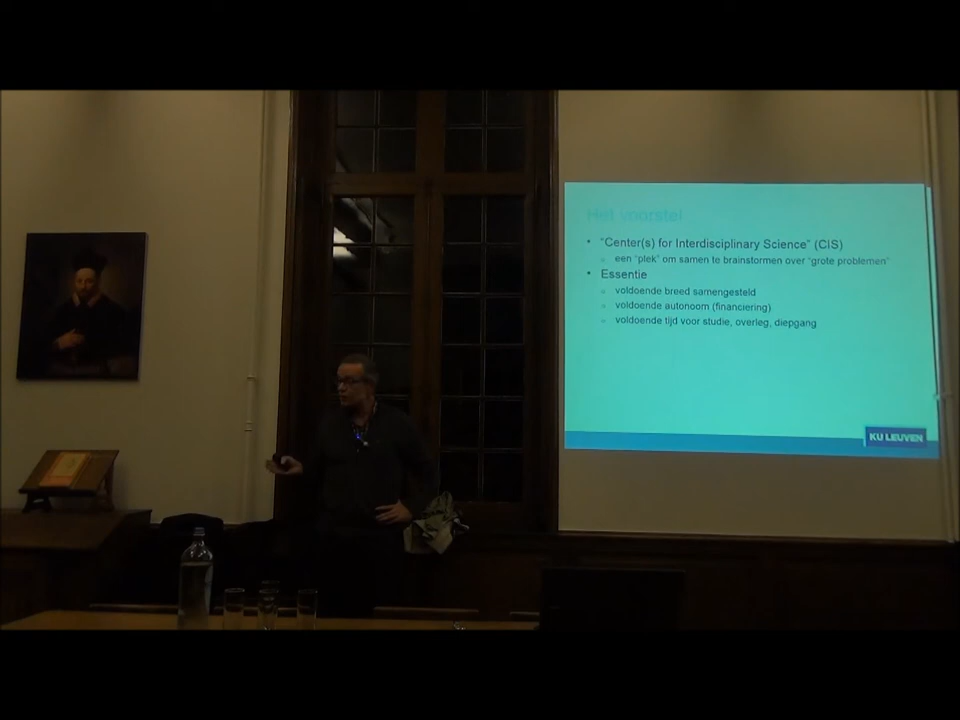 Het voorstel
• "Center(s) for Interdisciplinary Science" (CIS)
een "plek" om samen te brainstormen over "grote problemen"
• Essentie
voldoende breed samengesteld
voldoende autonoom (financiering)
voldoende tijd voor studie, overleg, diepgang
KU LEUVEN